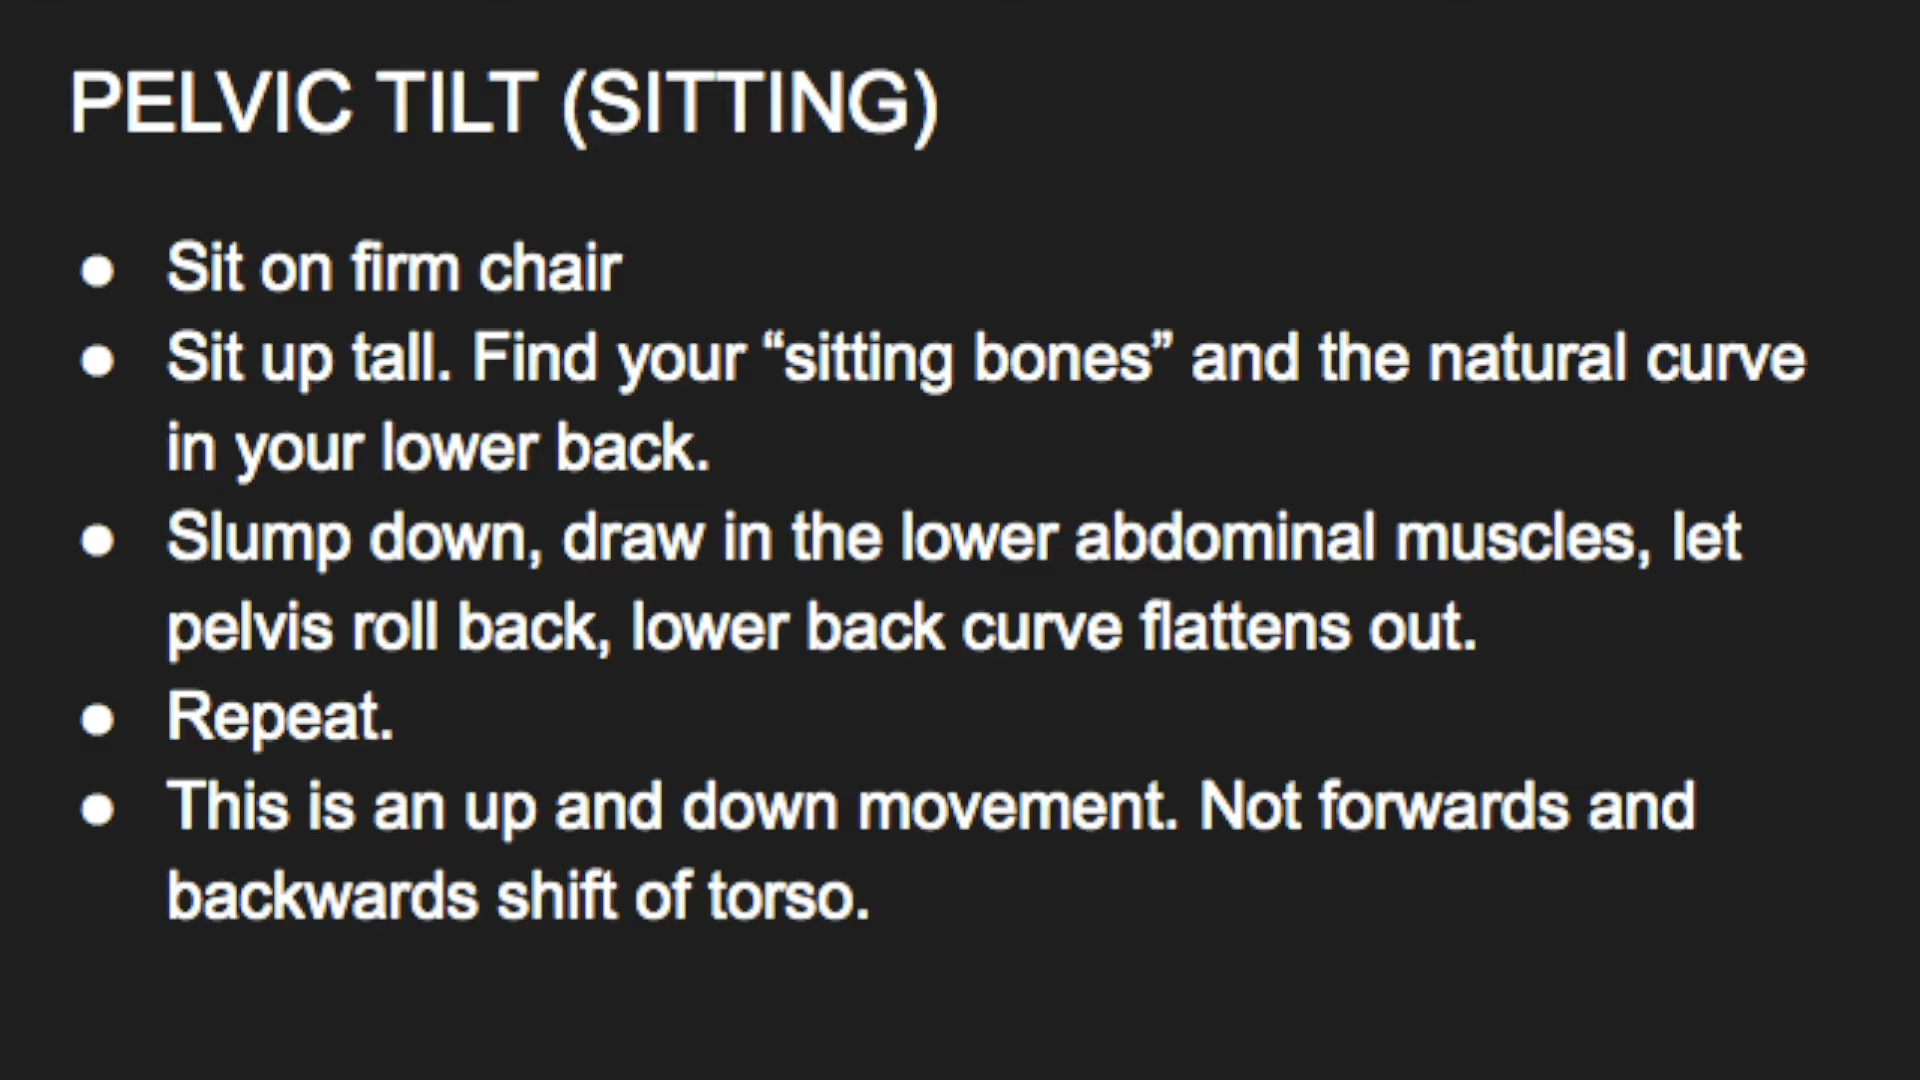 PELVIC TILT (SITTING)
● Sit on firm chair
● Sit up tall. Find your “sitting bones” and the natural curve
in your lower back.
● Slump down, draw in the lower abdominal muscles, let
pelvis roll back, lower back curve flattens out.
● Repeat.
● This is an up and down movement. Not forwards and
backwards shift of torso.